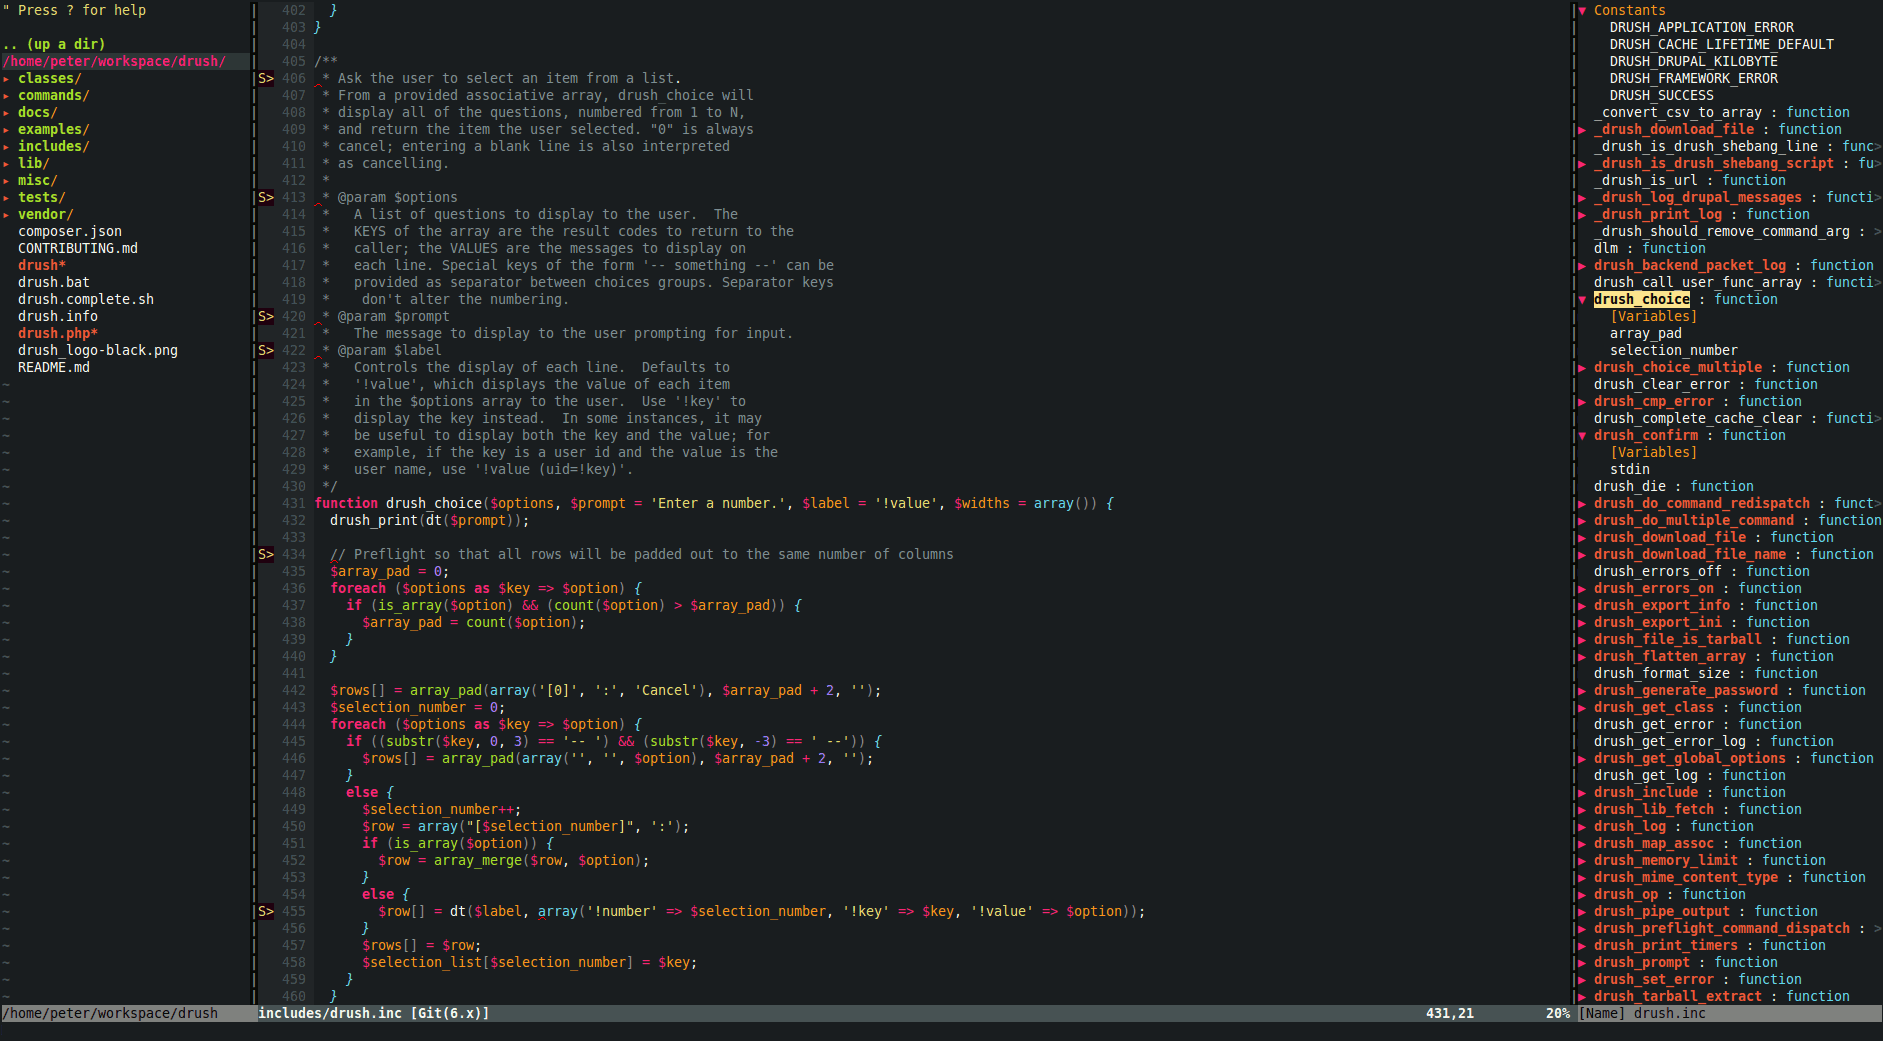 " Press ? for help
.. (up a dir)
/home/peter/workspace/drush/
▸ classes/
▸ commands/
▸ docs/
▸ examples/
▸ includes/
▸ lib/
▸ misc/
▸ tests/
▸ vendor/
composer.json
CONTRIBUTING.md
drush*
drush.bat
drush.complete.sh
drush.info
drush.php*
drush_logo-black.png
README.md
/home/peter/workspace/drush
402   }
403 }
404
405 /**
S> 406  * Ask the user to select an item from a list.
407  * From a provided associative array, drush_choice will
408  * display all of the questions, numbered from 1 to N,
409  * and return the item the user selected. "0" is always
410  * cancel; entering a blank line is also interpreted
411  * as cancelling.
412  *
S> 413  * @param $options
414  *   A list of questions to display to the user.  The
415  *   KEYS of the array are the result codes to return to the
416  *   caller; the VALUES are the messages to display on
417  *   each line. Special keys of the form '-- something --' can be
418  *   provided as separator between choices groups. Separator keys
419  *    don't alter the numbering.
S> 420  * @param $prompt
421  *   The message to display to the user prompting for input.
S> 422  * @param $label
423  *   Controls the display of each line.  Defaults to
424  *   '!value', which displays the value of each item
425  *   in the $options array to the user.  Use '!key' to
426  *   display the key instead.  In some instances, it may
427  *   be useful to display both the key and the value; for
428  *   example, if the key is a user id and the value is the
429  *   user name, use '!value (uid=!key)'.
430  */
431 function drush_choice($options, $prompt = 'Enter a number.', $label = '!value', $widths = array()) {
432   drush_print(dt($prompt));
433
S> 434   // Preflight so that all rows will be padded out to the same number of columns
435   $array_pad = 0;
436   foreach ($options as $key => $option) {
437     if (is_array($option) && (count($option) > $array_pad)) {
438       $array_pad = count($option);
439     }
440   }
441
442   $rows[] = array_pad(array('[0]', ':', 'Cancel'), $array_pad + 2, '');
443   $selection_number = 0;
444   foreach ($options as $key => $option) {
445     if ((substr($key, 0, 3) == '-- ') && (substr($key, -3) == ' --')) {
446       $rows[] = array_pad(array('', '', $option), $array_pad + 2, '');
447     }
448     else {
449       $selection_number++;
450       $row = array("[$selection_number]", ':');
451       if (is_array($option)) {
452         $row = array_merge($row, $option);
453       }
454       else {
S> 455         $row[] = dt($label, array('!number' => $selection_number, '!key' => $key, '!value' => $option));
456       }
457       $rows[] = $row;
458       $selection_list[$selection_number] = $key;
459     }
460   }
includes/drush.inc [Git(6.x)] 431,21 20%
▼ Constants
DRUSH_APPLICATION_ERROR
DRUSH_CACHE_LIFETIME_DEFAULT
DRUSH_DRUPAL_KILOBYTE
DRUSH_FRAMEWORK_ERROR
DRUSH_SUCCESS
_convert_csv_to_array : function
▶ _drush_download_file : function
_drush_is_drush_shebang_line : func>
▶ _drush_is_drush_shebang_script : fu>
_drush_is_url : function
▶ _drush_log_drupal_messages : functi>
▶ _drush_print_log : function
_drush_should_remove_command_arg : >
dlm : function
▶ drush_backend_packet_log : function
drush_call_user_func_array : functi>
▼ drush_choice : function
[Variables]
array_pad
selection_number
▶ drush_choice_multiple : function
drush_clear_error : function
▶ drush_cmp_error : function
drush_complete_cache_clear : functi>
▼ drush_confirm : function
[Variables]
stdin
drush_die : function
▶ drush_do_command_redispatch : funct>
▶ drush_do_multiple_command : function
▶ drush_download_file : function
▶ drush_download_file_name : function
drush_errors_off : function
▶ drush_errors_on : function
▶ drush_export_info : function
▶ drush_export_ini : function
▶ drush_file_is_tarball : function
▶ drush_flatten_array : function
drush_format_size : function
▶ drush_generate_password : function
▶ drush_get_class : function
drush_get_error : function
drush_get_error_log : function
▶ drush_get_global_options : function
drush_get_log : function
▶ drush_include : function
▶ drush_lib_fetch : function
▶ drush_log : function
▶ drush_map_assoc : function
▶ drush_memory_limit : function
▶ drush_mime_content_type : function
▶ drush_op : function
▶ drush_pipe_output : function
▶ drush_preflight_command_dispatch : >
▶ drush_print_timers : function
▶ drush_prompt : function
▶ drush_set_error : function
▶ drush_tarball_extract : function
[Name] drush.inc